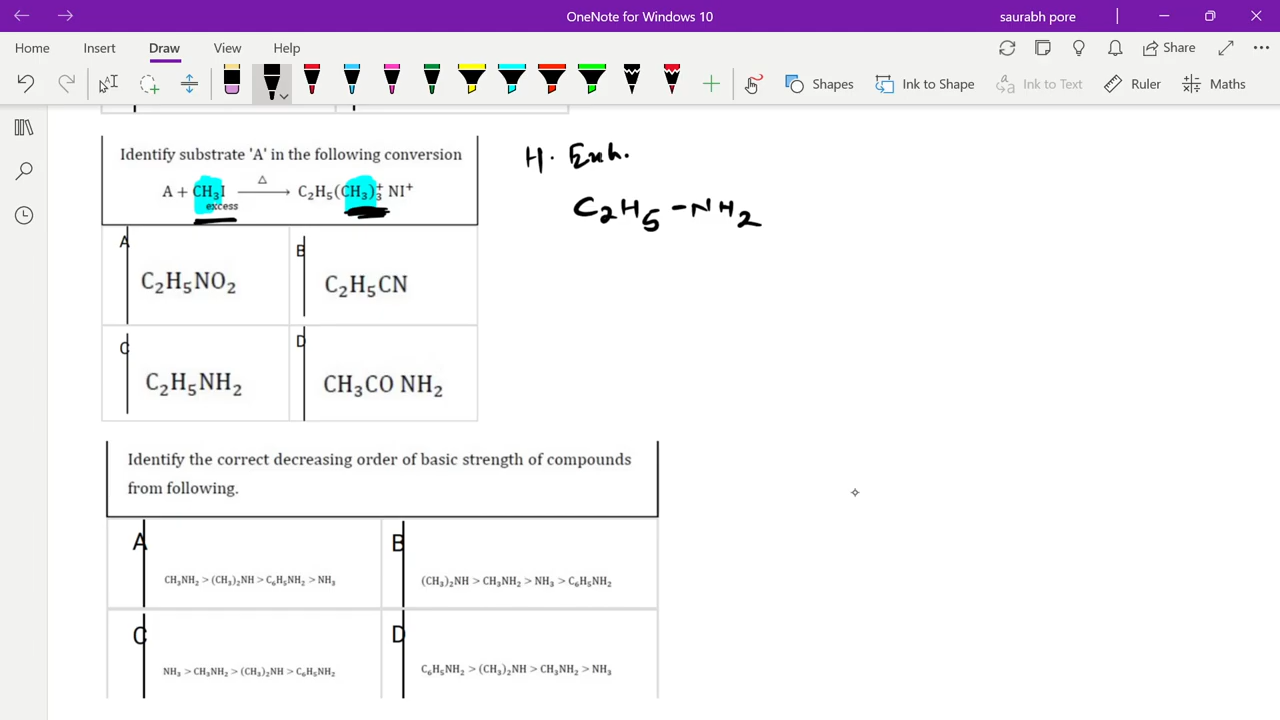 OneNote for Windows 10
saurabh pore
Home Insert Draw View Help
Share
Shapes Ink to Shape Ink to Text Ruler Maths
Identify substrate 'A' in the following conversion
H. Exh.
A + CH₃I △ ⟶ C₂H₅(CH₃)₃⁺ NI⁺
excess
C₂H₅-NH₂
A
C₂H₅NO₂
B
C₂H₅CN
C
C₂H₅NH₂
D
CH₃CO NH₂
Identify the correct decreasing order of basic strength of compounds
from following.
A
CH₃NH₂ > (CH₃)₂NH > C₆H₅NH₂ > NH₃
B
(CH₃)₂NH > CH₃NH₂ > NH₃ > C₆H₅NH₂
C
NH₃ > CH₃NH₂ > (CH₃)₂NH > C₆H₅NH₂
D
C₆H₅NH₂ > (CH₃)₂NH > CH₃NH₂ > NH₃